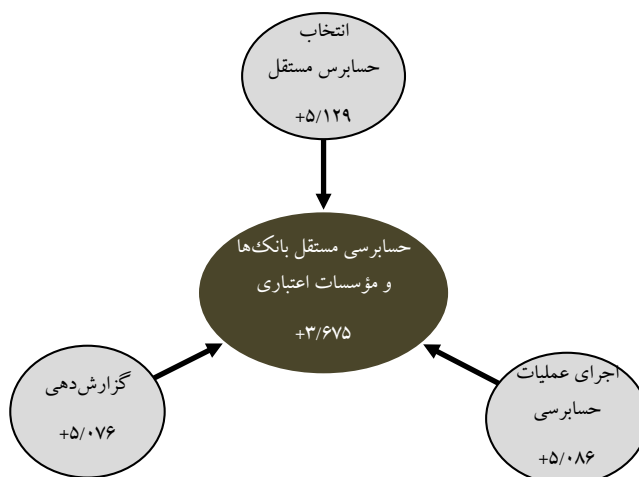 انتخاب
حسابرس مستقل
+۵/۱۲۹
حسابرسی مستقل بانک‌ها
و مؤسسات اعتباری
+۳/۶۷۵
گزارش‌دهی
+۵/۰۷۶
اجرای عملیات
حسابرسی
+۵/۰۸۶